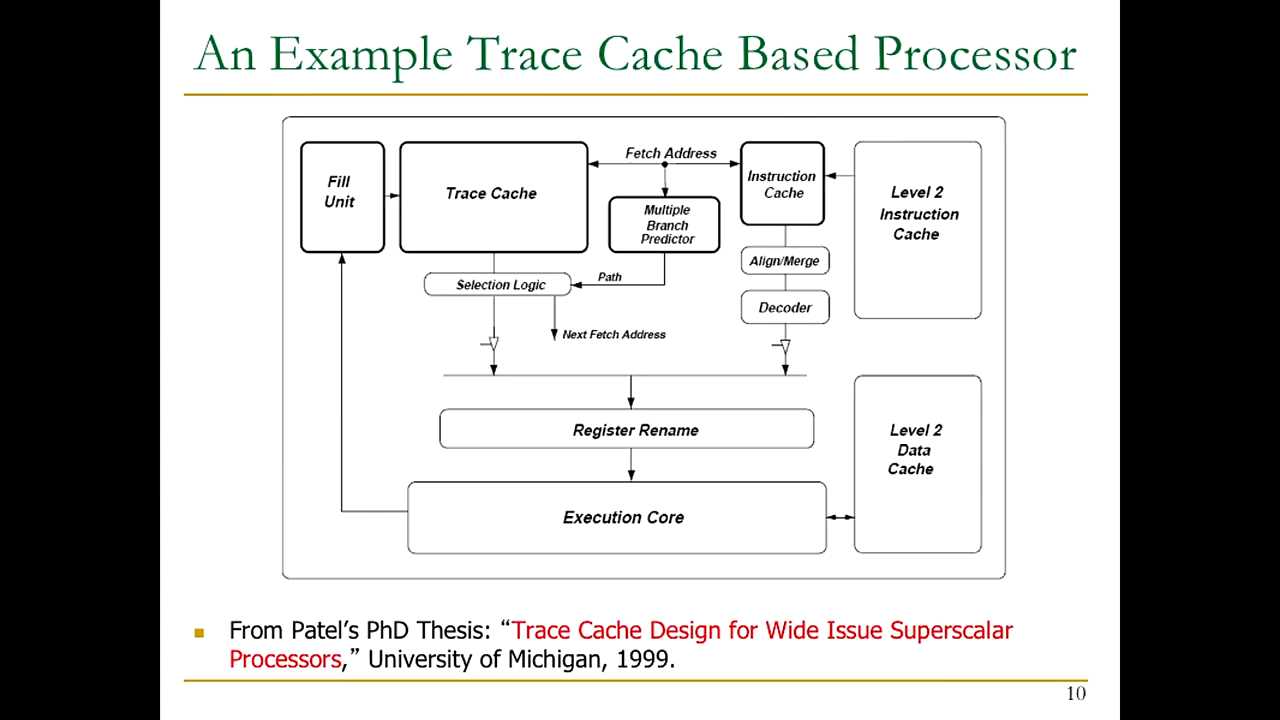 An Example Trace Cache Based Processor
Fill
Unit
Trace Cache
Fetch Address
Multiple
Branch
Predictor
Instruction
Cache
Level 2
Instruction
Cache
Align/Merge
Selection Logic
Path
Decoder
Next Fetch Address
Register Rename
Level 2
Data
Cache
Execution Core
From Patel’s PhD Thesis: “Trace Cache Design for Wide Issue Superscalar
Processors,” University of Michigan, 1999.
10